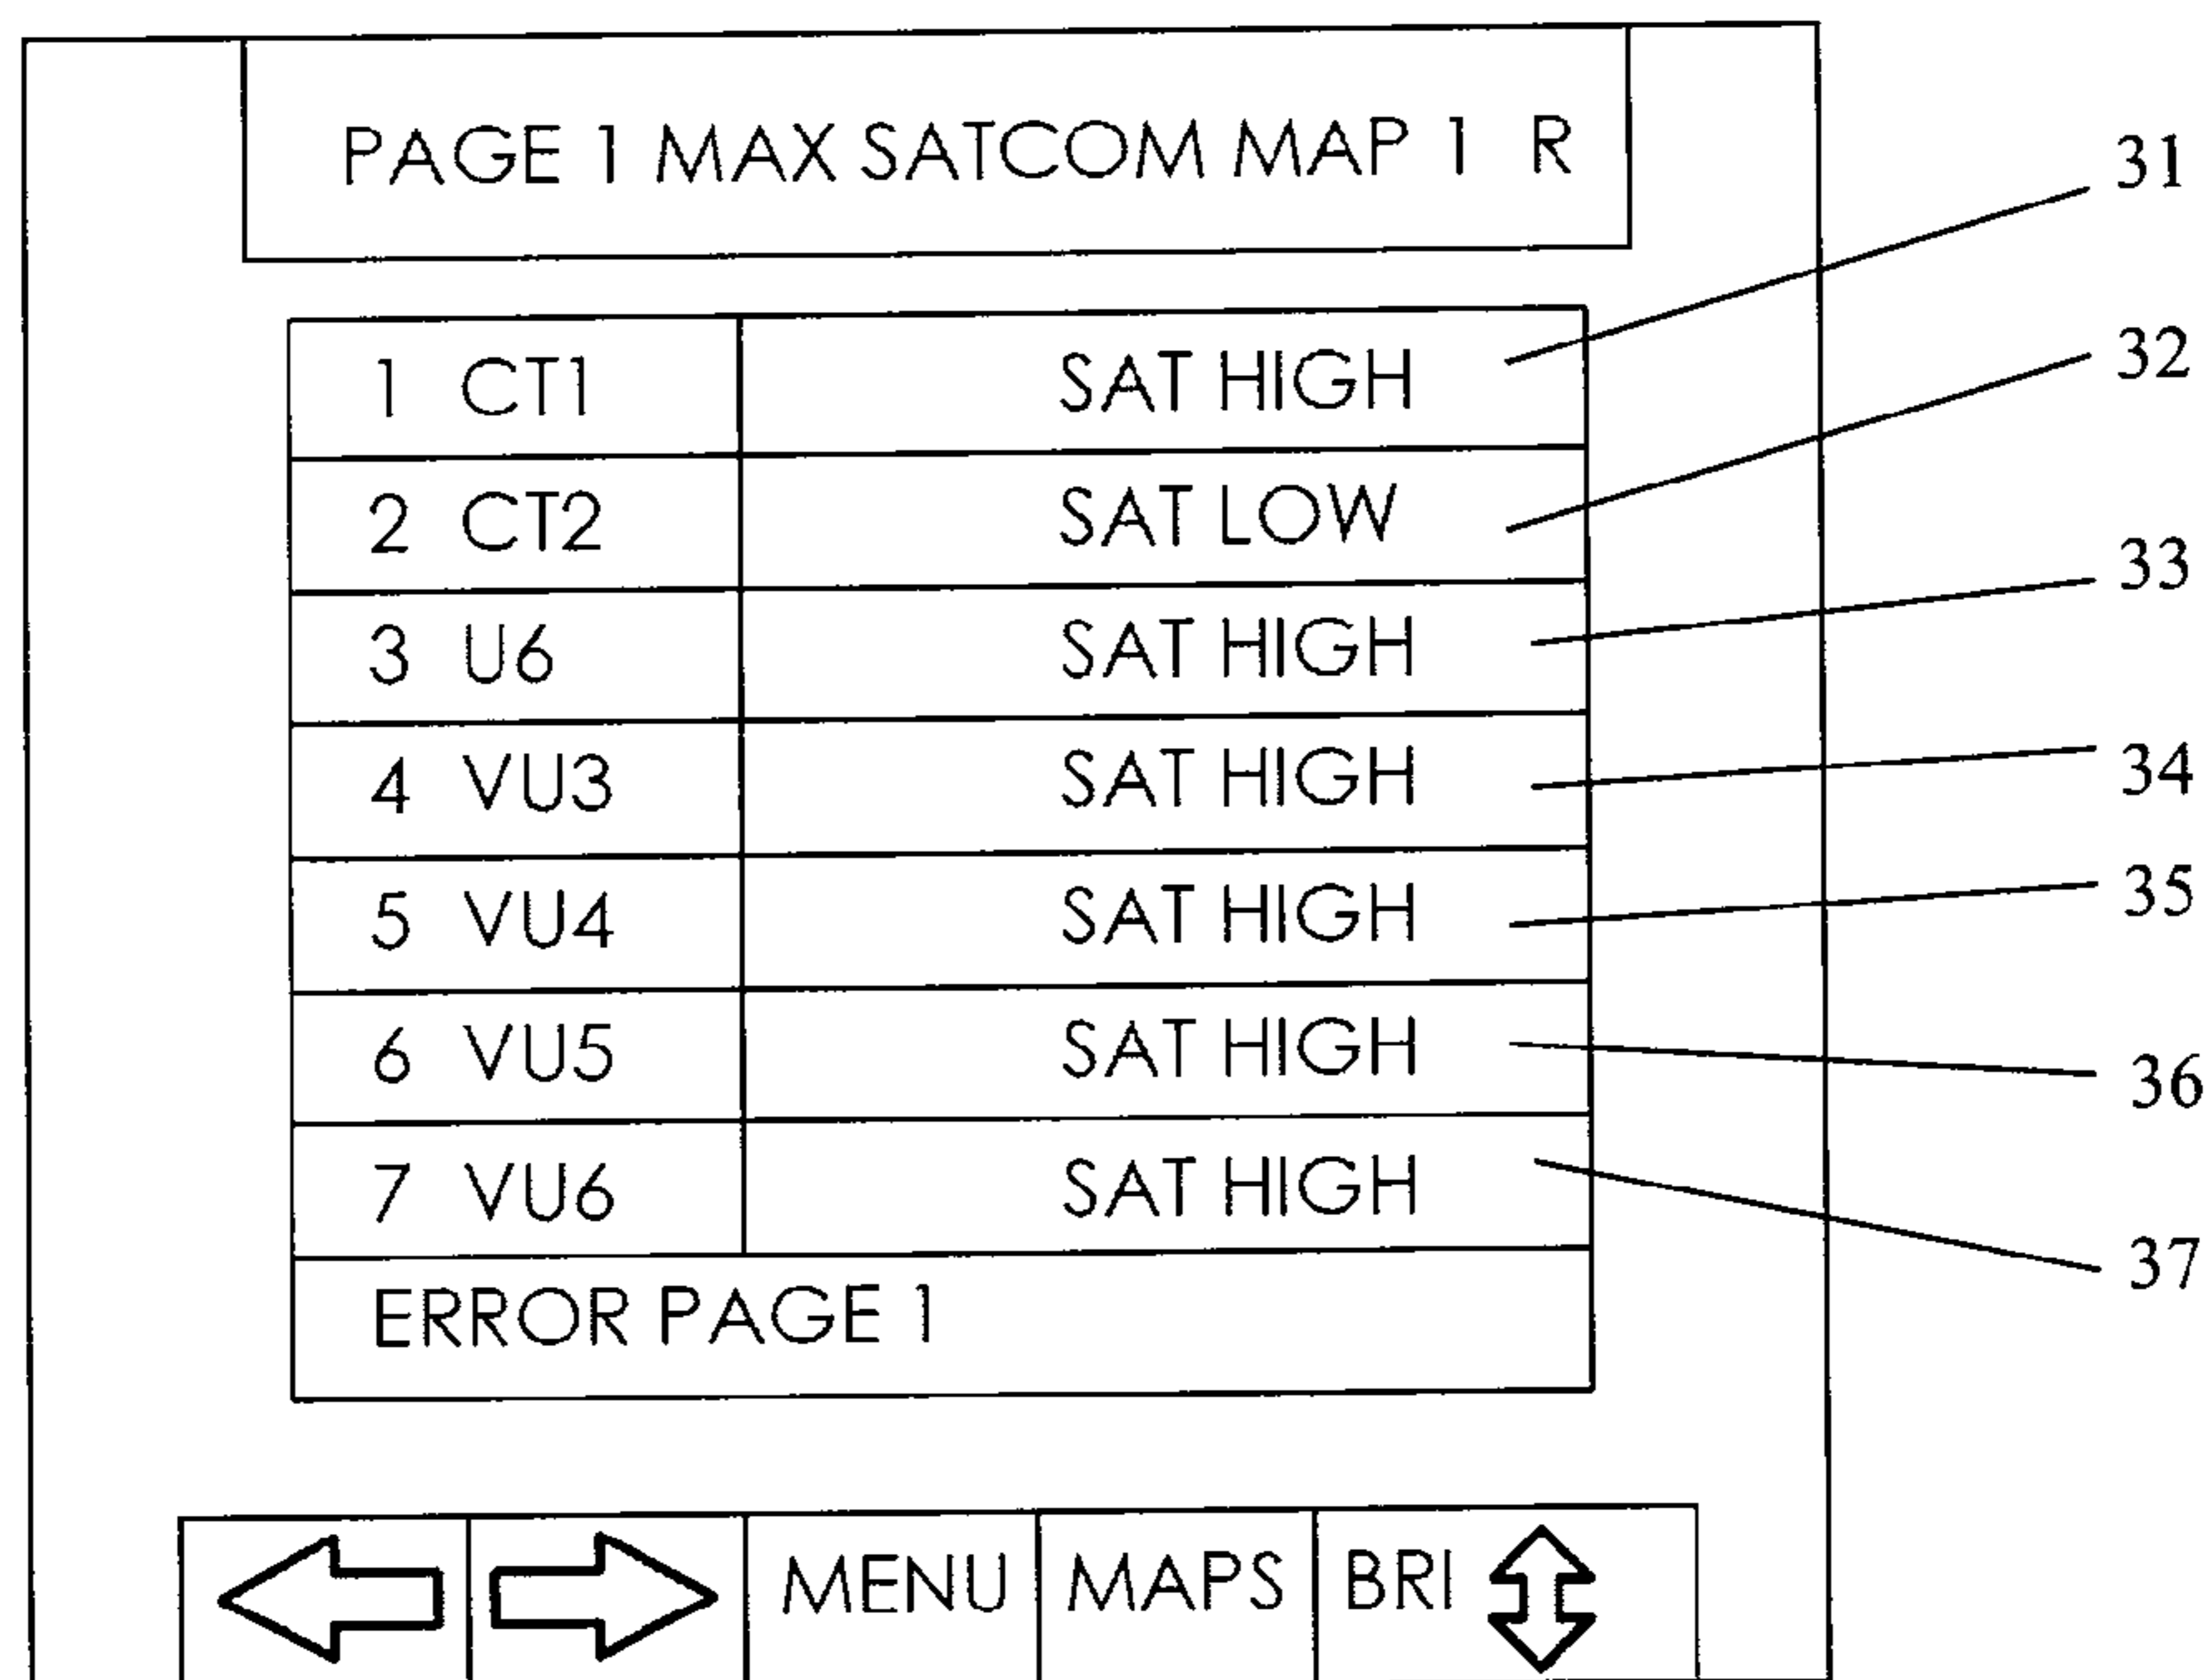 PAGE 1 MAX SATCOM MAP 1 R
31
1 CT1 SAT HIGH
32
2 CT2 SAT LOW
33
3 U6 SAT HIGH
34
4 VU3 SAT HIGH
35
5 VU4 SAT HIGH
36
6 VU5 SAT HIGH
37
7 VU6 SAT HIGH
ERROR PAGE 1
MENU MAPS BRI